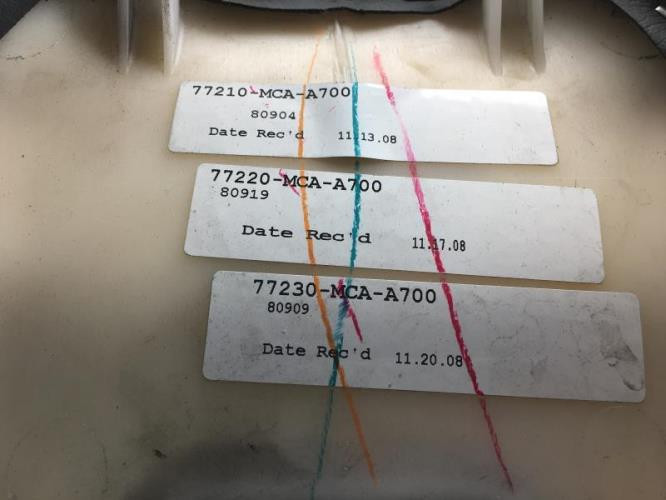 77210-MCA-A700
80904
Date Rec'd 11.13.08
77220-MCA-A700
80919
Date Rec'd 11.17.08
77230-MCA-A700
80909
Date Rec'd 11.20.08